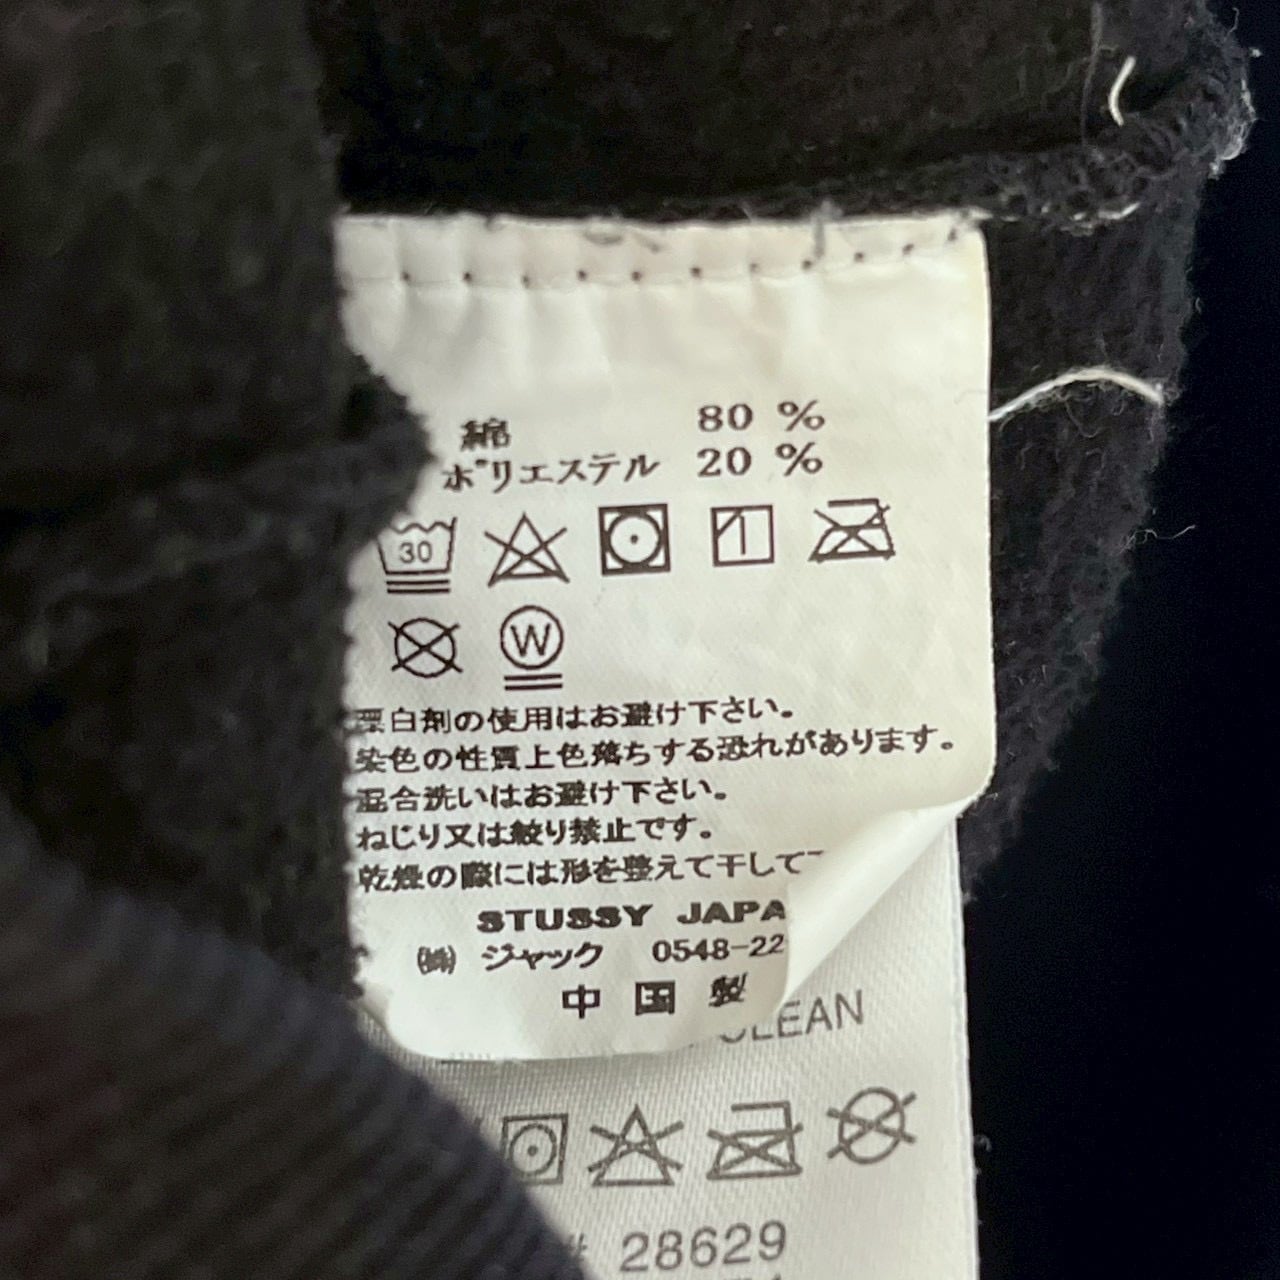 綿 80 %
ポリエステル 20 %
30
W
漂白剤の使用はお避け下さい。
染色の性質上色落ちする恐れがあります。
混合洗いはお避け下さい。
ねじり又は絞り禁止です。
乾燥の際には形を整えて干して
STUSSY JAPA
㈱ ジャック 0548-22
中国製
CLEAN
# 28629